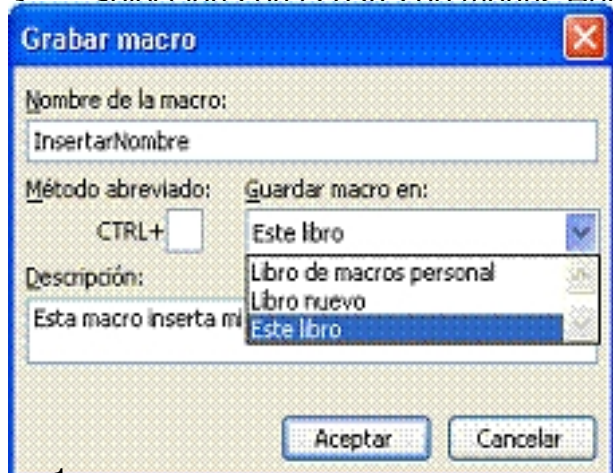 Grabar macro
Nombre de la macro:
InsertarNombre
Método abreviado: Guardar macro en:
CTRL+ Este libro
Libro de macros personal
Descripción:
Libro nuevo
Esta macro inserta
Este libro
Aceptar Cancelar